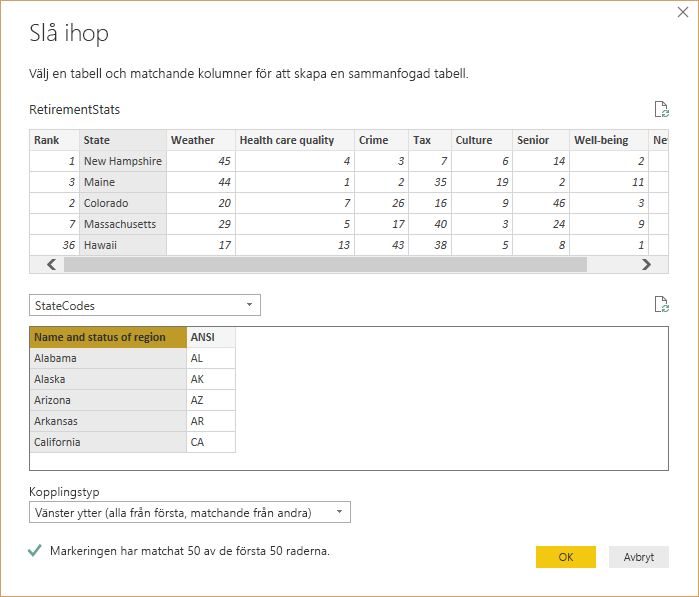 Slå ihop
Välj en tabell och matchande kolumner för att skapa en sammanfogad tabell.
RetirementStats
Rank State Weather Health care quality Crime Tax Culture Senior Well-being Ne
1 New Hampshire 45 4 3 7 6 14 2
3 Maine 44 1 2 35 19 2 11
2 Colorado 20 7 26 16 9 46 3
7 Massachusetts 29 5 17 40 3 24 9
36 Hawaii 17 13 43 38 5 8 1
StateCodes
Name and status of region ANSI
Alabama AL
Alaska AK
Arizona AZ
Arkansas AR
California CA
Kopplingstyp
Vänster ytter (alla från första, matchande från andra)
Markeringen har matchat 50 av de första 50 raderna.
OK Avbryt